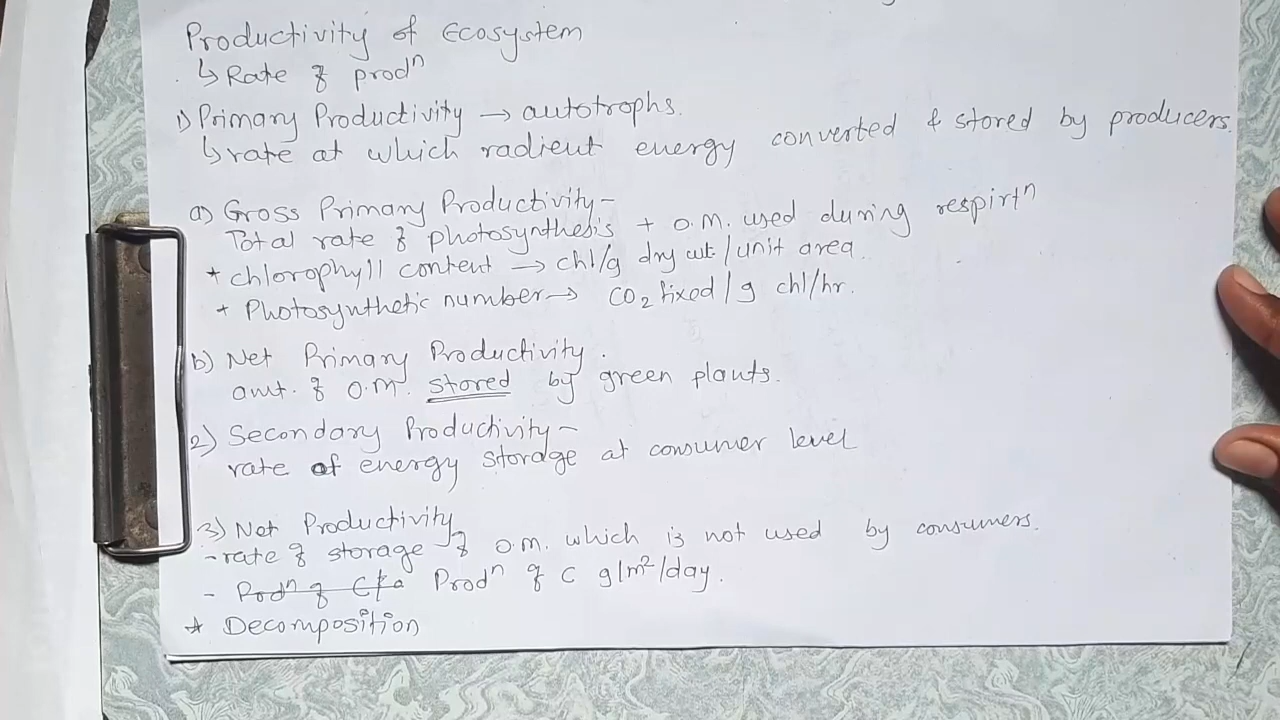 Productivity of Ecosystem
↳ Rate of prodⁿ
1) Primary Productivity → autotrophs.
↳ rate at which radient energy converted & stored by producers.
a) Gross Primary Productivity -
Total rate of photosynthesis + O.M. used during respirtⁿ
* chlorophyll content → chl/g dry wt/unit area.
* Photosynthetic number → CO₂ fixed/g chl/hr.
b) Net Primary Productivity.
amt. of O.M. stored by green plants.
2) Secondary Productivity -
rate of energy storage at consumer level
3) Net Productivity
- rate of storage of O.M. which is not used by consumers.
- Prodⁿ of C g/m²/day.
* Decomposition